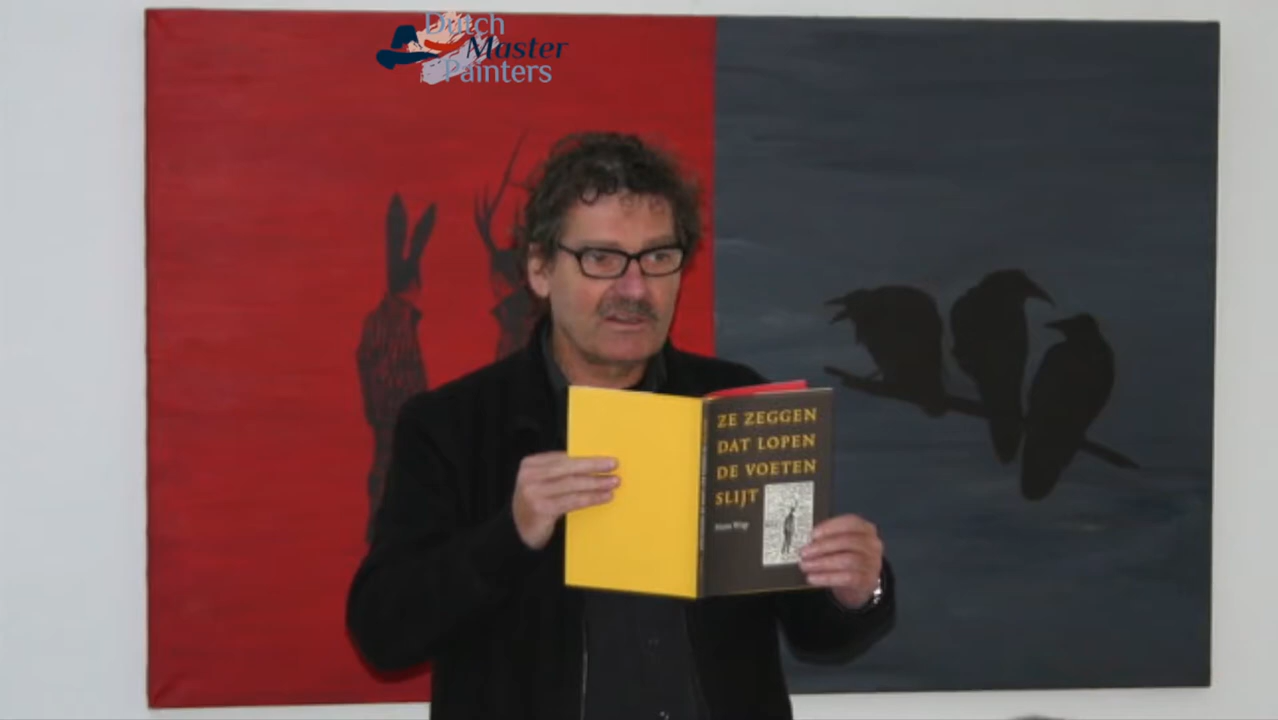 Dutch
Master
Painters
ZE ZEGGEN
DAT LOPEN
DE VOETEN
SLIJT